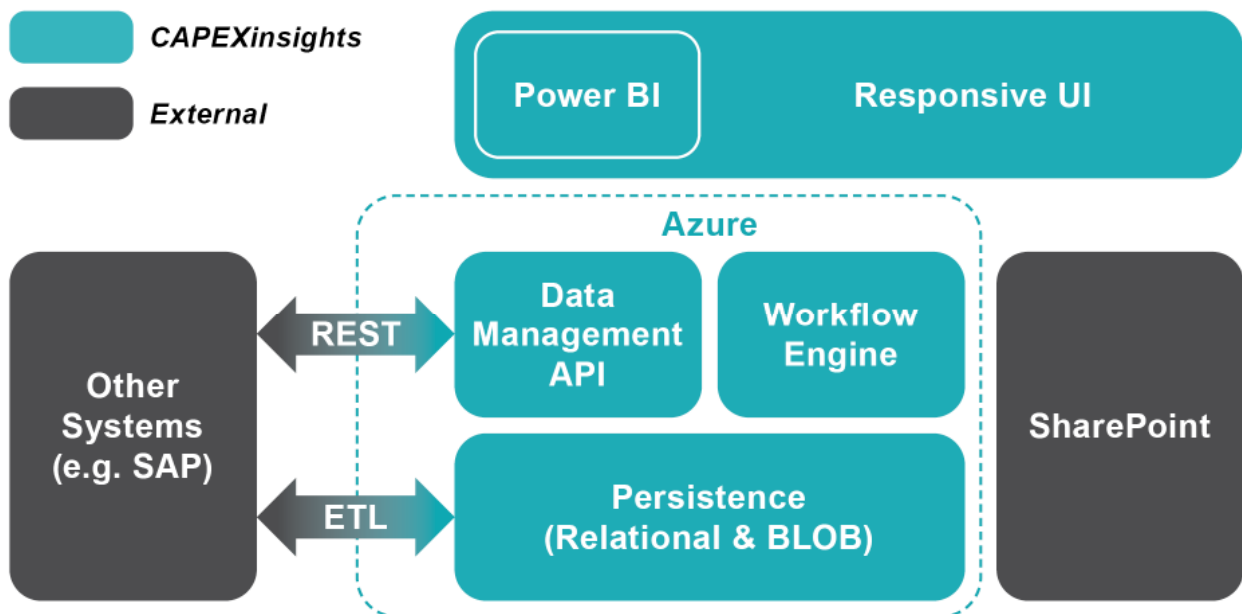 CAPEXinsights
External
Power BI
Responsive UI
Azure
Other
Systems
(e.g. SAP)
REST
ETL
Data
Management
API
Workflow
Engine
Persistence
(Relational & BLOB)
SharePoint